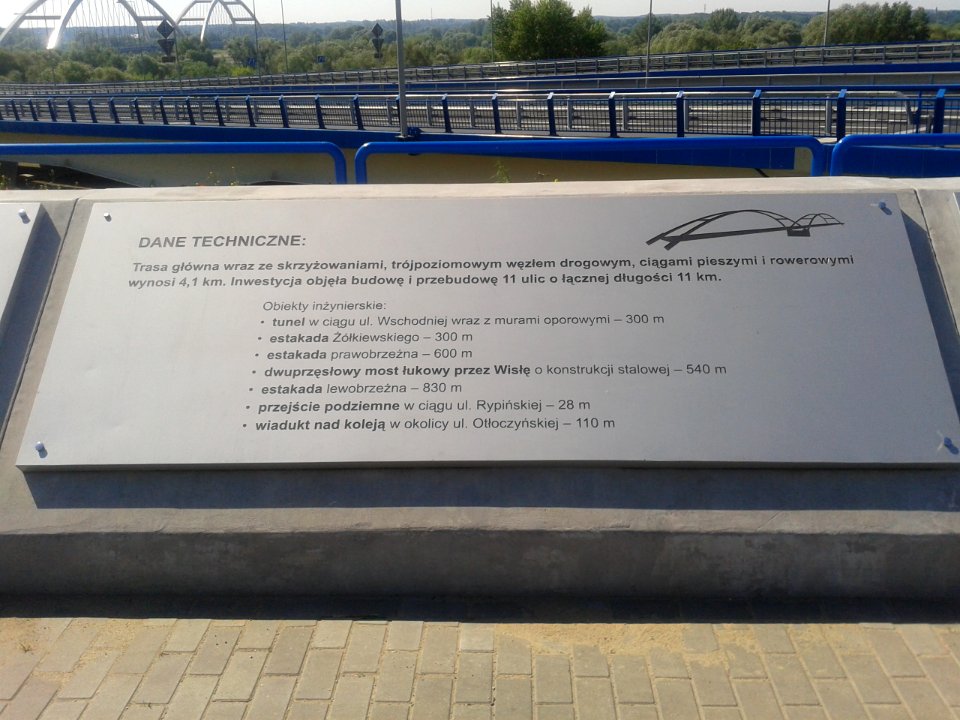 DANE TECHNICZNE:
Trasa główna wraz ze skrzyżowaniami, trójpoziomowym węzłem drogowym, ciągami pieszymi i rowerowymi
wynosi 4,1 km. Inwestycja objęła budowę i przebudowę 11 ulic o łącznej długości 11 km.
Obiekty inżynierskie:
• tunel w ciągu ul. Wschodniej wraz z murami oporowymi – 300 m
• estakada Żółkiewskiego – 300 m
• estakada prawobrzeżna – 600 m
• dwuprzęsłowy most łukowy przez Wisłę o konstrukcji stalowej – 540 m
• estakada lewobrzeżna – 830 m
• przejście podziemne w ciągu ul. Rypińskiej – 28 m
• wiadukt nad koleją w okolicy ul. Otłoczyńskiej – 110 m